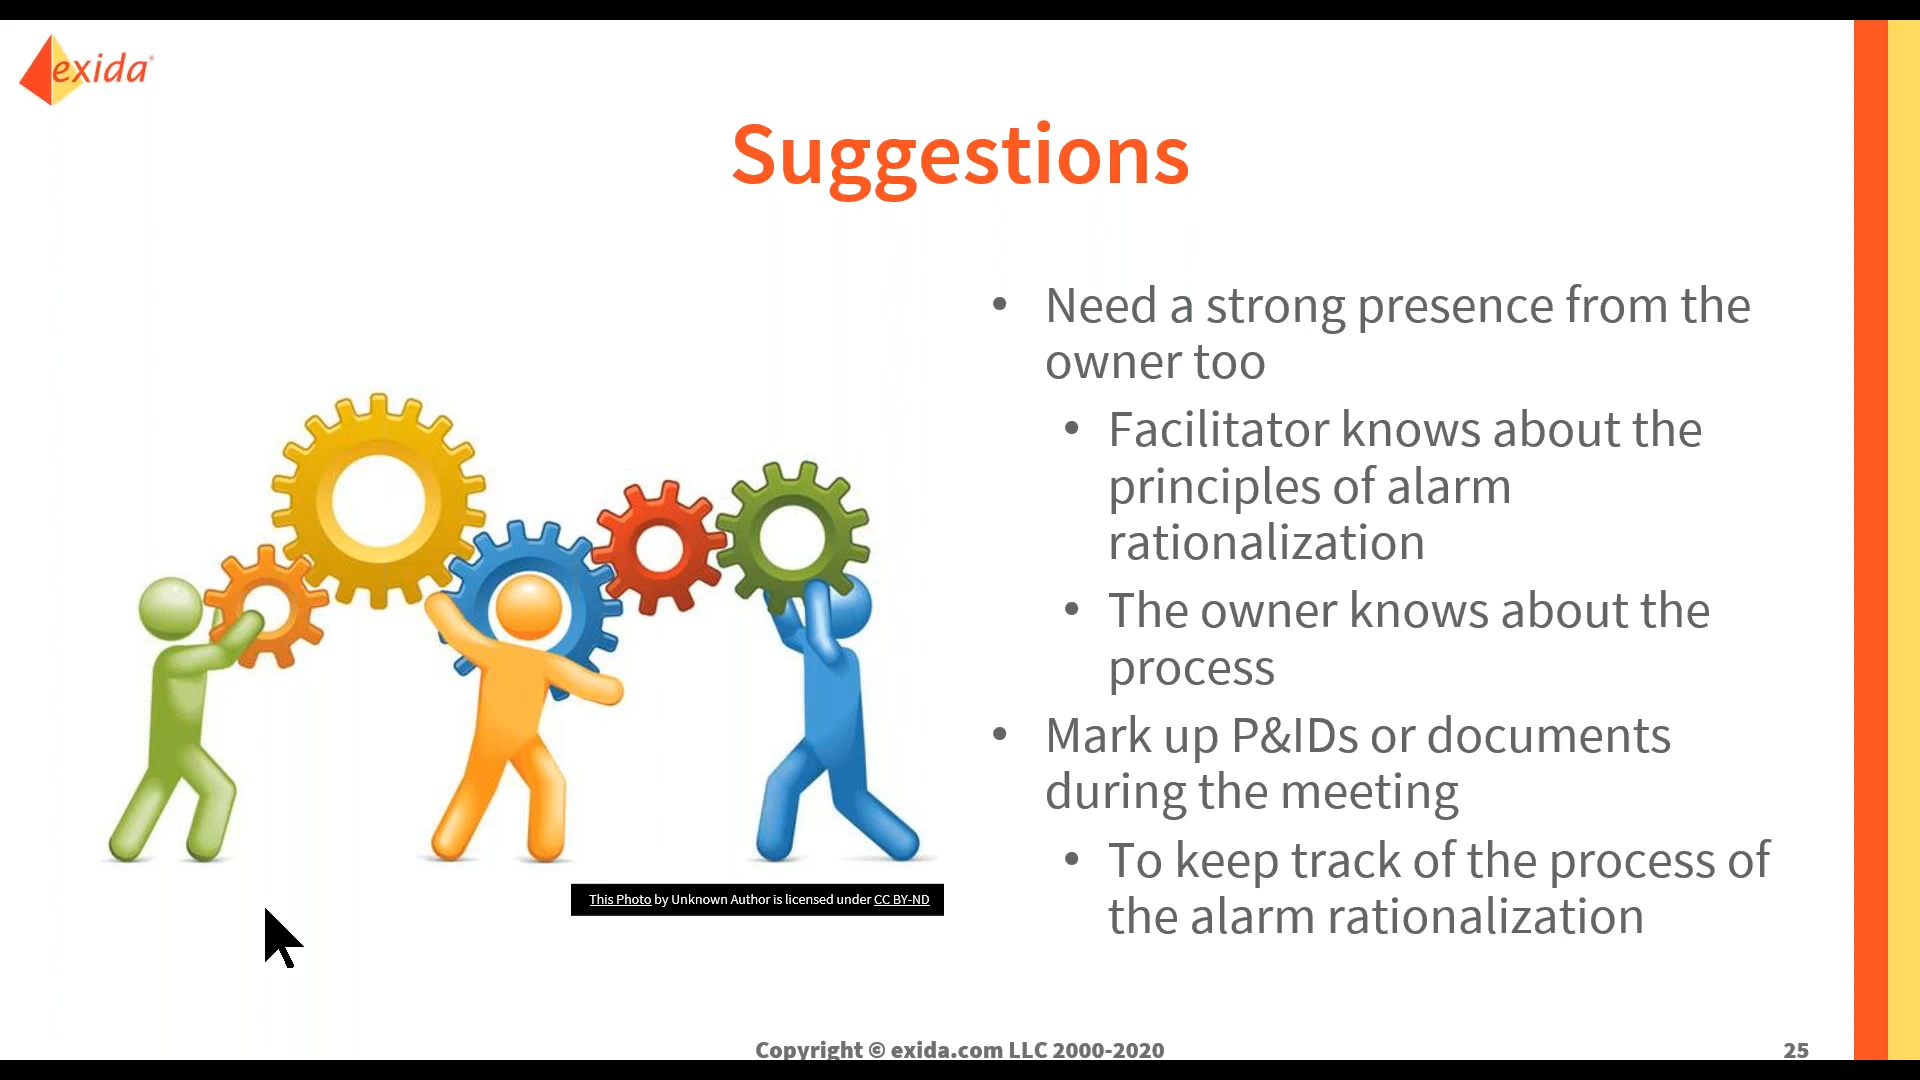 exida
Suggestions
• Need a strong presence from the
owner too
• Facilitator knows about the
principles of alarm
rationalization
• The owner knows about the
process
• Mark up P&IDs or documents
during the meeting
• To keep track of the process of
the alarm rationalization
This Photo by Unknown Author is licensed under CC BY-ND
Copyright © exida.com LLC 2000-2020
25